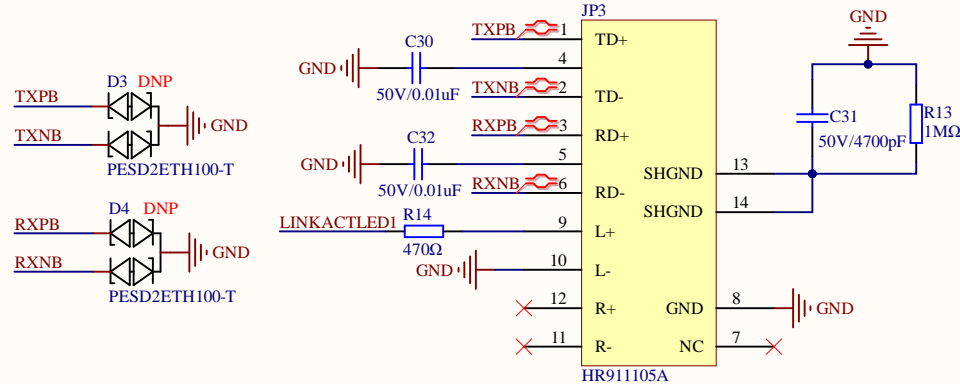 D3 DNP
TXPB
GND
TXNB
PESD2ETH100-T
D4 DNP
RXPB
GND
RXNB
PESD2ETH100-T
JP3
TXPB 1 TD+
C30
GND 4
50V/0.01uF
TXNB 2 TD-
RXPB 3 RD+
C32
GND 5
50V/0.01uF
RXNB 6 RD-
R14
LINKACTLED1 9 L+
470Ω
GND 10 L-
12 R+
11 R-
SHGND 13
SHGND 14
GND 8 GND
NC 7
HR911105A
GND
C31
50V/4700pF
R13
1MΩ